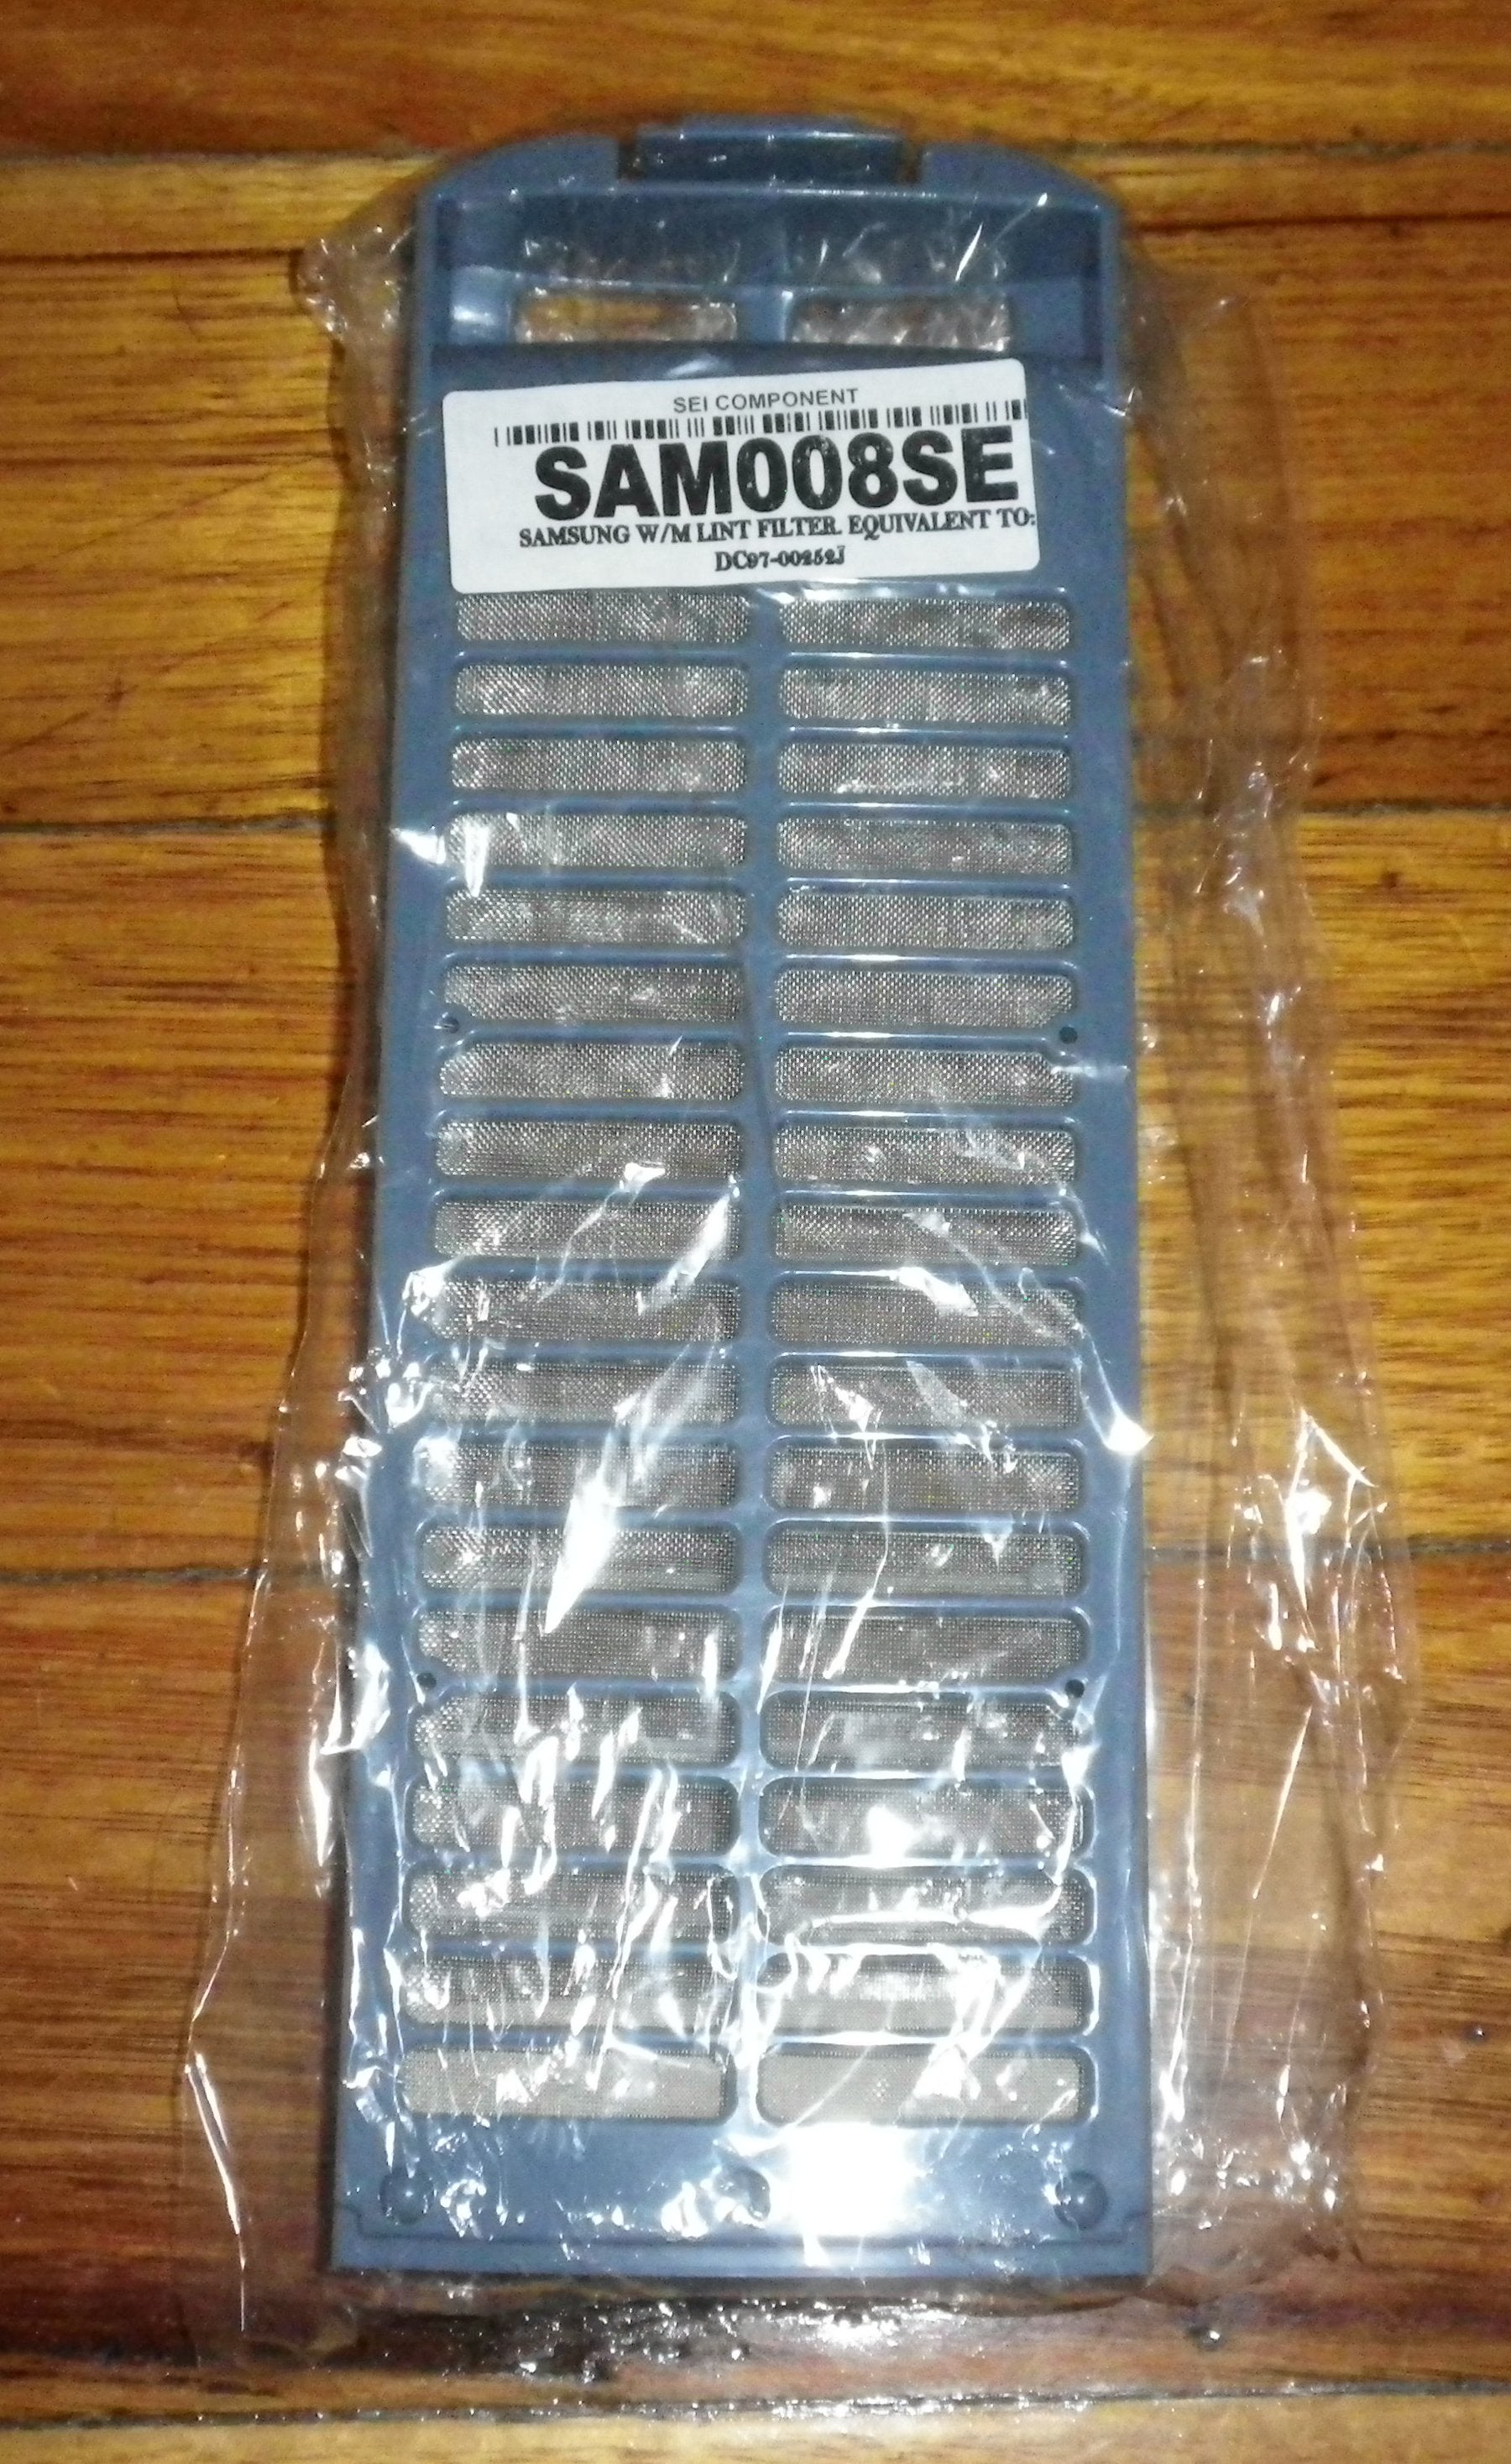 SEI COMPONENT
SAM008SE
SAMSUNG W/M LINT FILTER. EQUIVALENT TO:
DC97-00252J